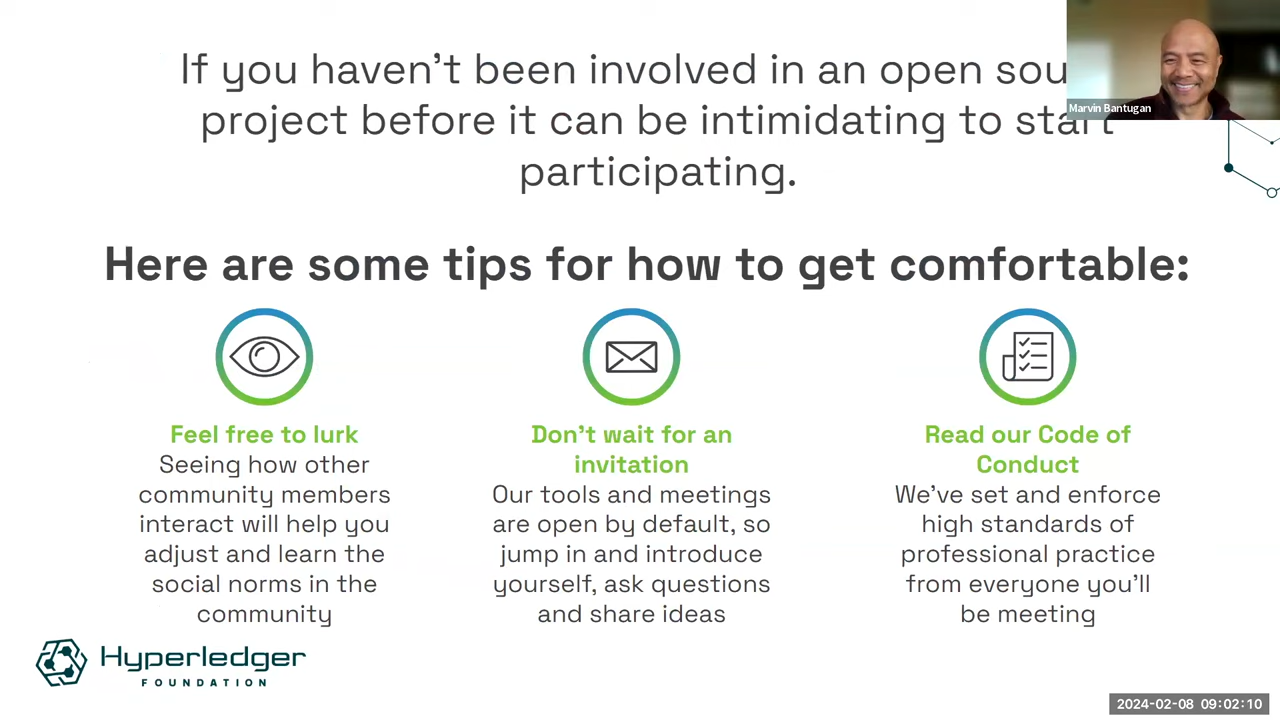 If you haven't been involved in an open sou
project before it can be intimidating to start
participating.
Marvin Bantugan
Here are some tips for how to get comfortable:
Feel free to lurk
Seeing how other
community members
interact will help you
adjust and learn the
social norms in the
community
Don't wait for an
invitation
Our tools and meetings
are open by default, so
jump in and introduce
yourself, ask questions
and share ideas
Read our Code of
Conduct
We've set and enforce
high standards of
professional practice
from everyone you'll
be meeting
Hyperledger
FOUNDATION
2024-02-08 09:02:10